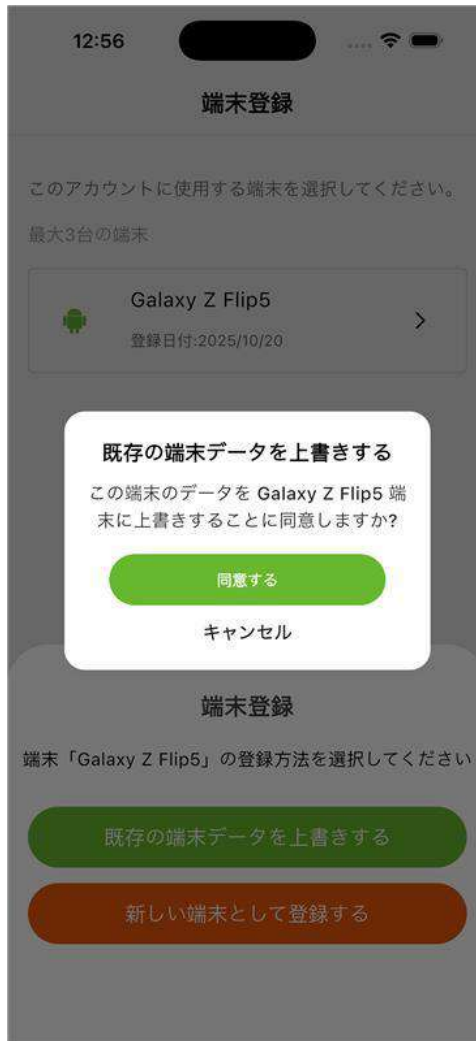 12:56
端末登録
このアカウントに使用する端末を選択してください。
最大3台の端末
Galaxy Z Flip5
登録日付:2025/10/20
既存の端末データを上書きする
この端末のデータを Galaxy Z Flip5 端
末に上書きすることに同意しますか?
同意する
キャンセル
端末登録
端末「Galaxy Z Flip5」の登録方法を選択してください
既存の端末データを上書きする
新しい端末として登録する